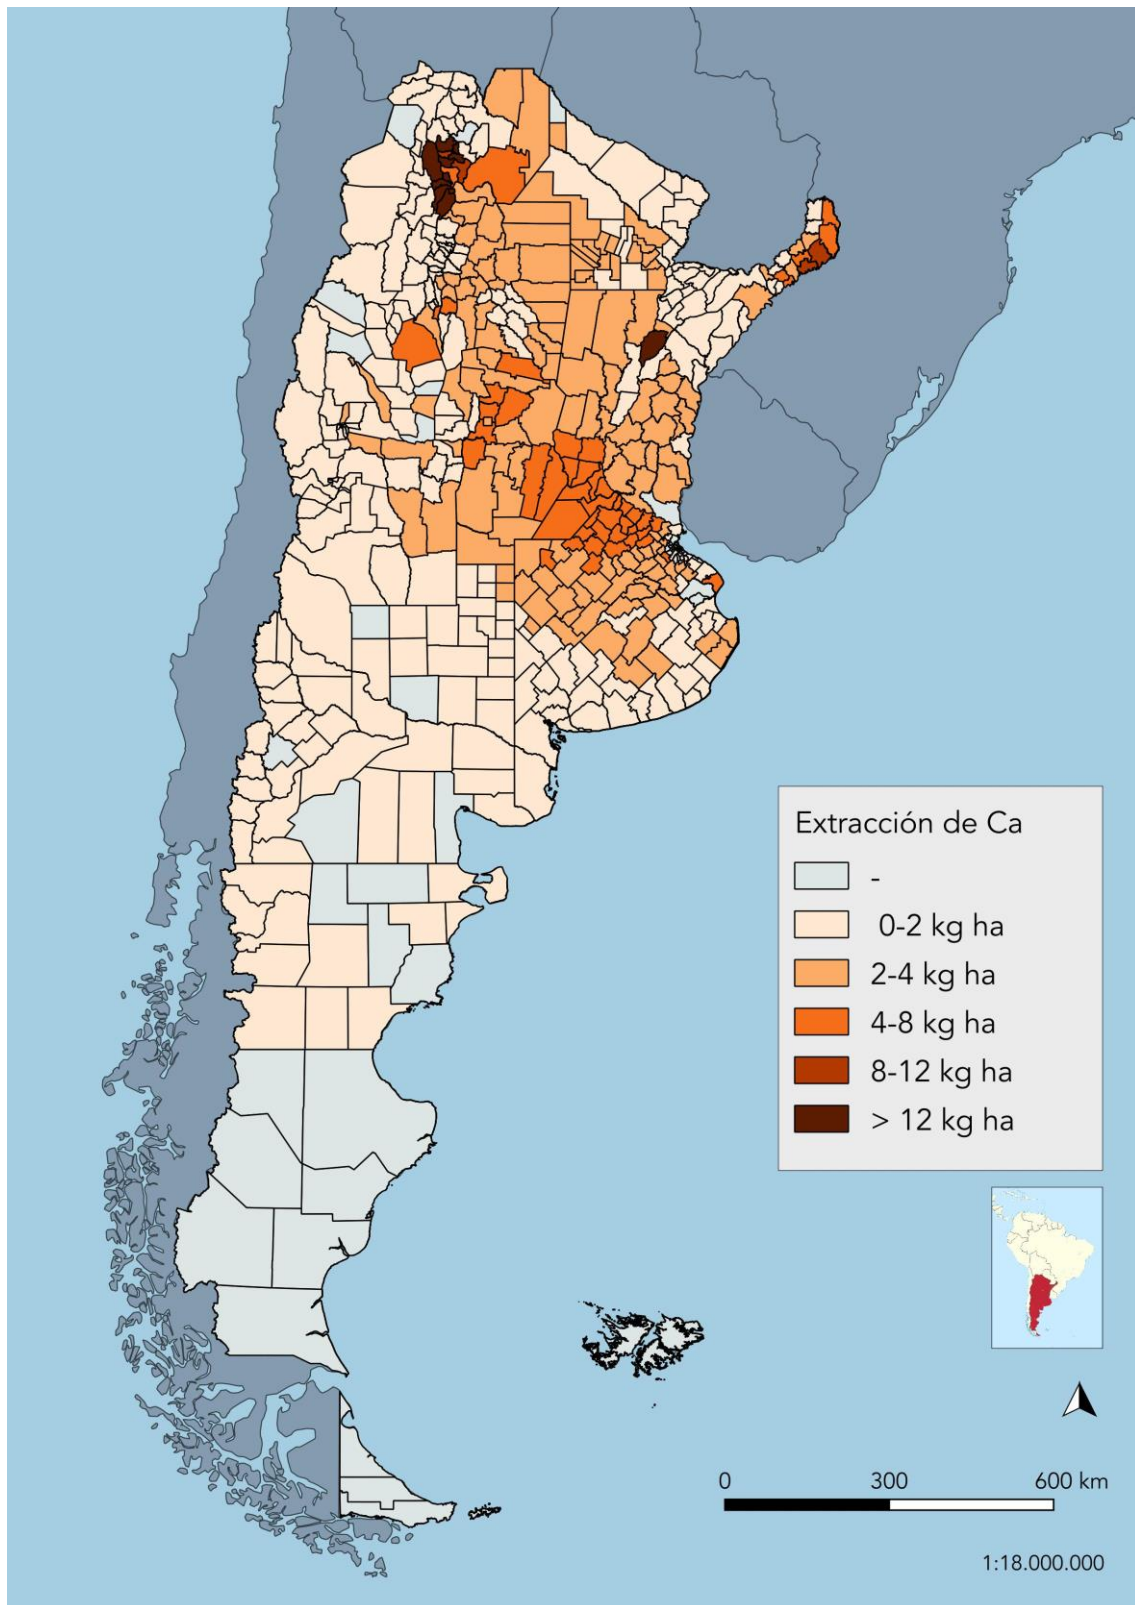 Extracción de Ca
-
0-2 kg ha
2-4 kg ha
4-8 kg ha
8-12 kg ha
> 12 kg ha
0 300 600 km
1:18.000.000